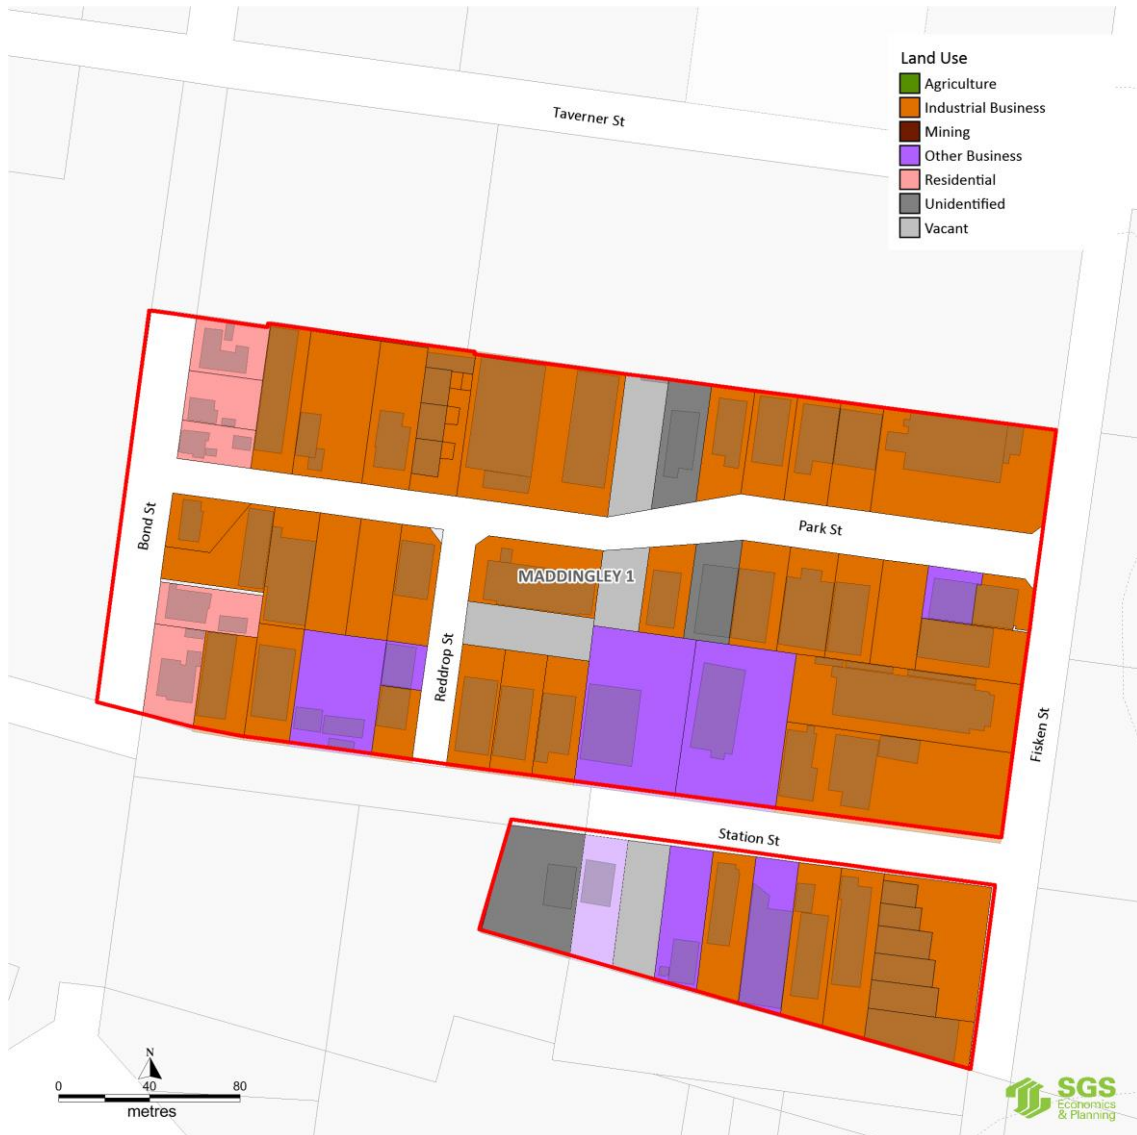 Land Use
Agriculture
Industrial Business
Mining
Other Business
Residential
Unidentified
Vacant
Taverner St
Park St
Bond St
MADDINGLEY 1
Reddrop St
Fisken St
Station St
N
0 40 80
metres
SGS
Economics
& Planning